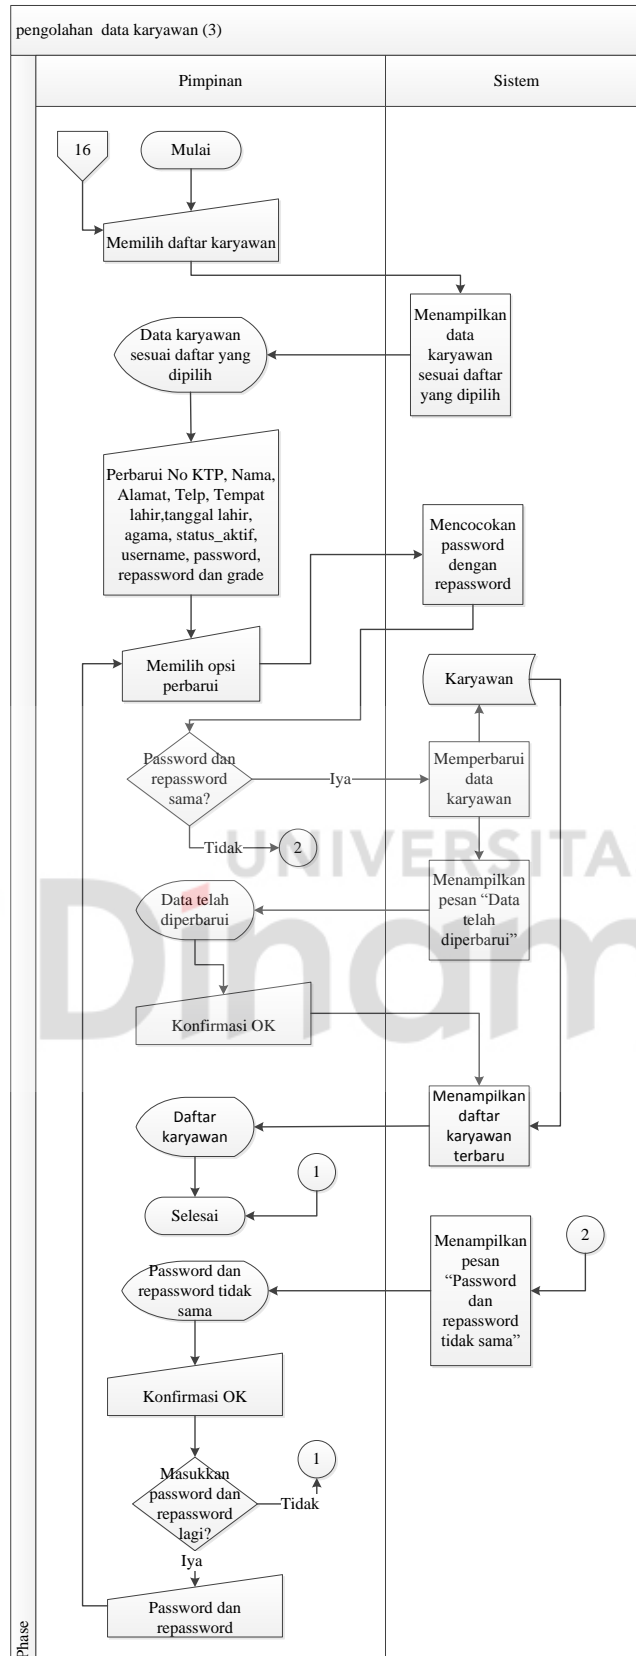 pengolahan data karyawan (3)
Pimpinan
Sistem
16
Mulai
Memilih daftar karyawan
Menampilkan
data
karyawan
sesuai daftar
yang dipilih
Data karyawan
sesuai daftar yang
dipilih
Perbarui No KTP, Nama,
Alamat, Telp, Tempat
lahir,tanggal lahir,
agama, status_aktif,
username, password,
repassword dan grade
Mencocokan
password
dengan
repassword
Memilih opsi
perbarui
Karyawan
Password dan
repassword
sama?
Iya
Memperbarui
data
karyawan
Tidak
2
UNIVERSITA
Dinam
Menampilkan
pesan “Data
telah
diperbarui”
Data telah
diperbarui
Konfirmasi OK
Menampilkan
daftar
karyawan
terbaru
Daftar
karyawan
1
Selesai
Menampilkan
pesan
“Password
dan
repassword
tidak sama”
2
Password dan
repassword tidak
sama
Konfirmasi OK
Masukkan
password dan
repassword
lagi?
1
Tidak
Iya
Password dan
repassword
Phase